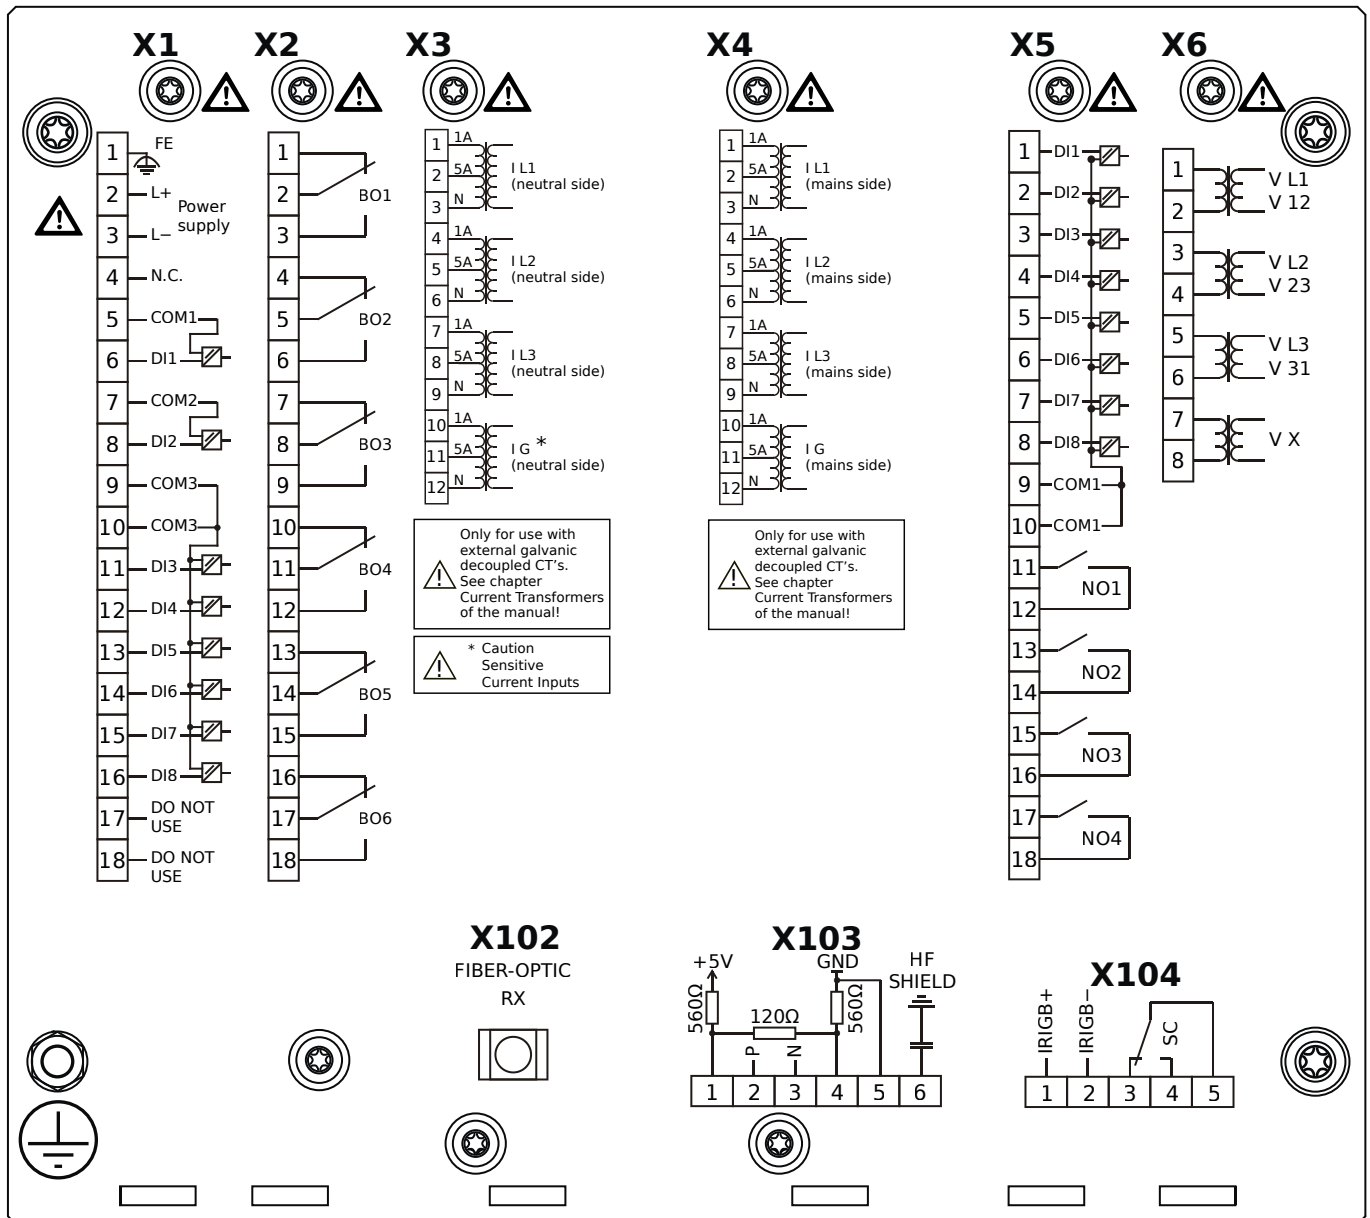 X1
X2
X3
X4
X5
X6
1
FE
2
L+
Power
supply
3
L−
4
N.C.
5
COM1
6
DI1
7
COM2
8
DI2
9
COM3
10
COM3
11
DI3
12
DI4
13
DI5
14
DI6
15
DI7
16
DI8
17
DO NOT
USE
18
DO NOT
USE
1
2
BO1
3
4
5
BO2
6
7
8
BO3
9
10
11
BO4
12
13
14
BO5
15
16
17
BO6
18
1
1A
2
5A
I L1
(neutral side)
3
N
4
1A
5
5A
I L2
(neutral side)
6
N
7
1A
8
5A
I L3
(neutral side)
9
N
10
1A
11
5A
I G *
(neutral side)
12
N
Only for use with
external galvanic
decoupled CT’s.
See chapter
Current Transformers
of the manual!
* Caution
Sensitive
Current Inputs
1
1A
2
5A
I L1
(mains side)
3
N
4
1A
5
5A
I L2
(mains side)
6
N
7
1A
8
5A
I L3
(mains side)
9
N
10
1A
11
5A
I G
(mains side)
12
N
Only for use with
external galvanic
decoupled CT’s.
See chapter
Current Transformers
of the manual!
1
DI1
2
DI2
3
DI3
4
DI4
5
DI5
6
DI6
7
DI7
8
DI8
9
COM1
10
COM1
11
NO1
12
13
NO2
14
15
NO3
16
17
NO4
18
1
V L1
V 12
2
3
V L2
V 23
4
5
V L3
V 31
6
7
V X
8
X102
FIBER-OPTIC
RX
X103
+5V
GND
HF
SHIELD
560Ω
120Ω
560Ω
P
N
1 2 3 4 5 6
X104
IRIGB+
IRIGB−
SC
1 2 3 4 5